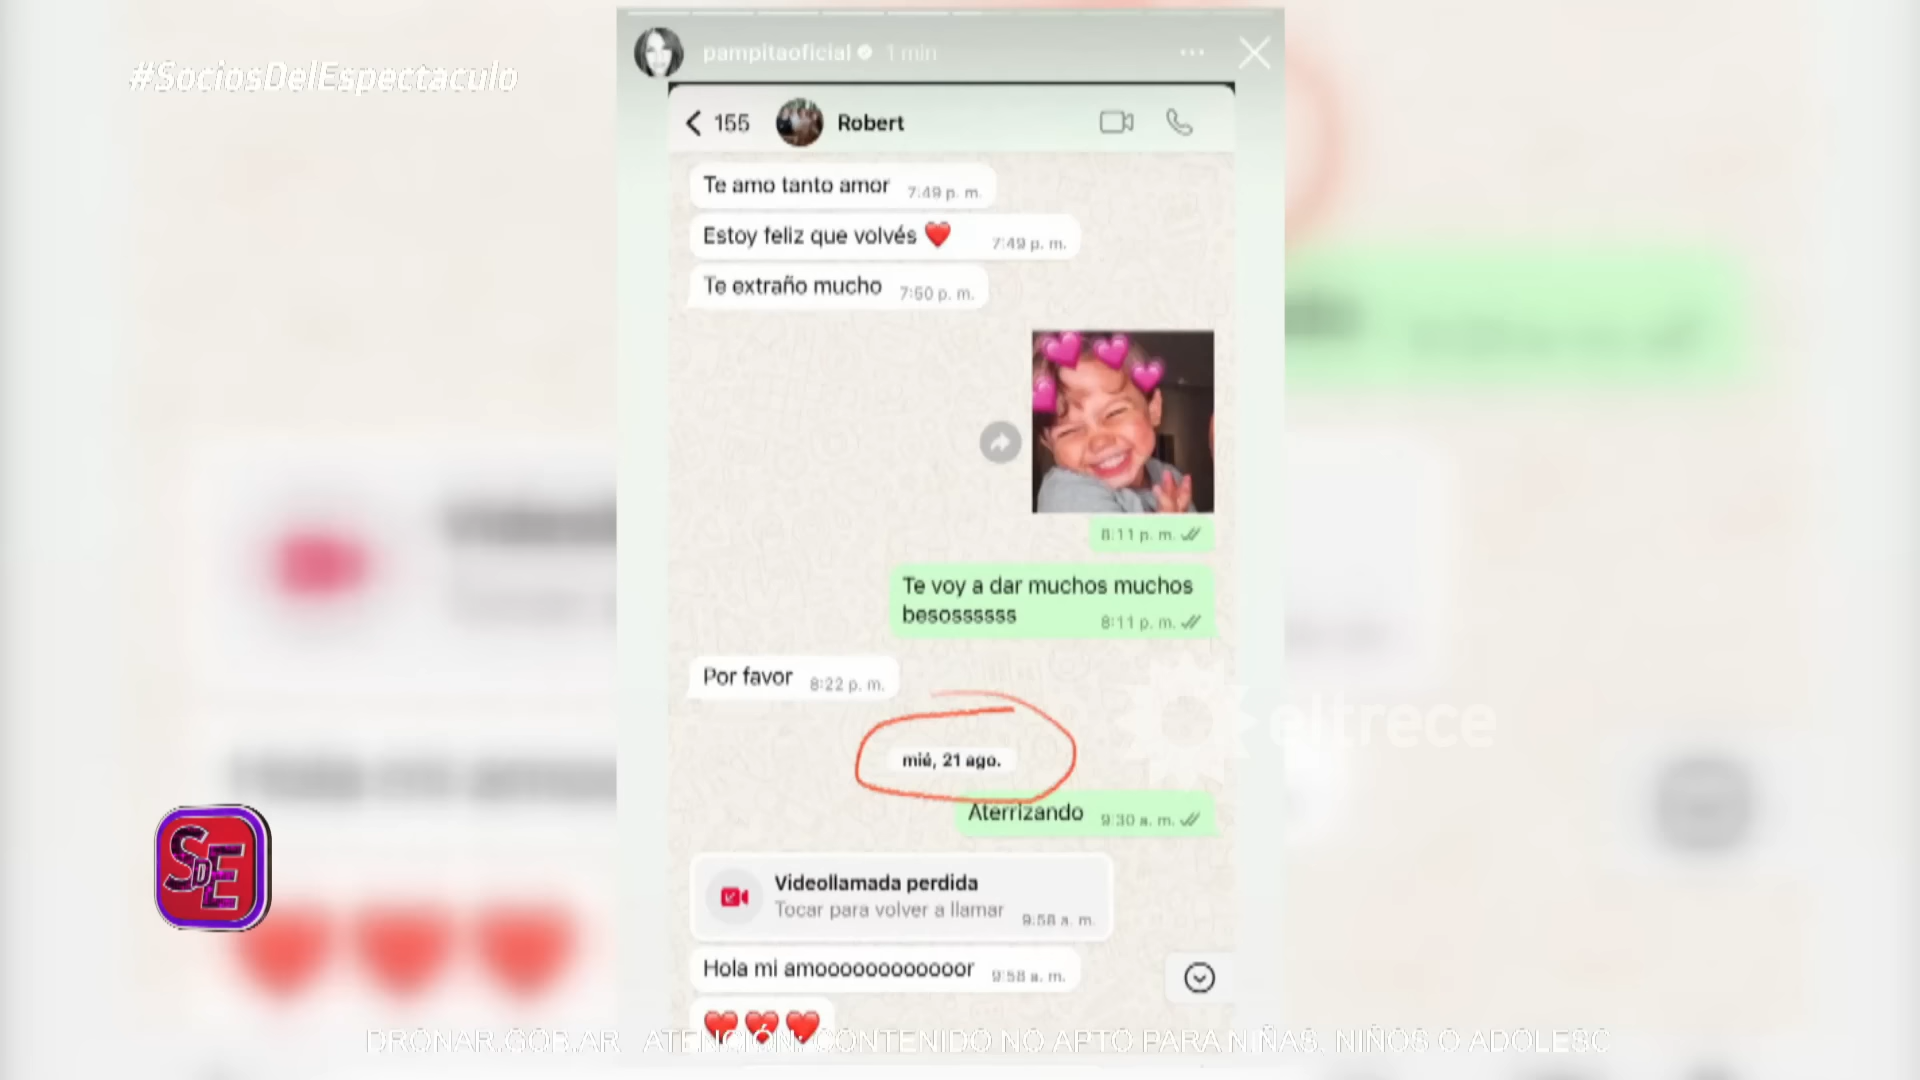 #SociosDelEspectaculo
pampitaoficial 1 min
155 Robert
Te amo tanto amor 7:49 p. m.
Estoy feliz que volvés ❤️ 7:49 p. m.
Te extraño mucho 7:50 p. m.
8:11 p. m.
Te voy a dar muchos muchos
besossssss 8:11 p. m.
Por favor 8:22 p. m.
mié, 21 ago.
eltrece
Aterrizando 9:30 a. m.
Videollamada perdida
Tocar para volver a llamar 9:58 a. m.
SDE
Hola mi amooooooooooooor 9:58 a. m.
❤️❤️❤️
DRONAR.GOB.AR ATENCIÓN: CONTENIDO NO APTO PARA NIÑAS, NIÑOS O ADOLESC